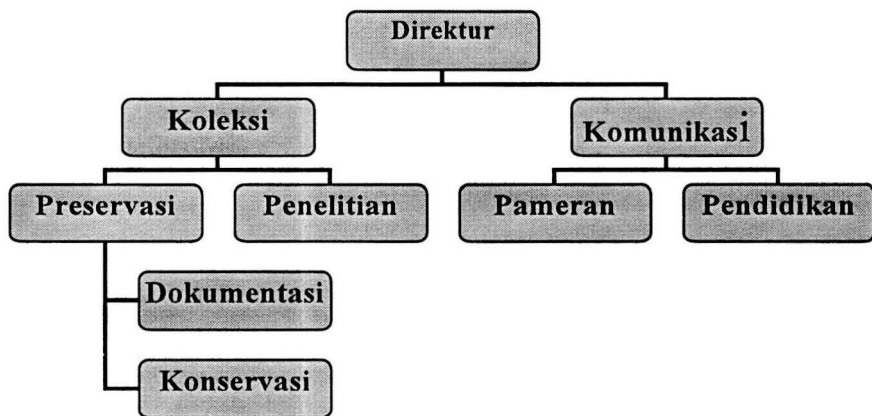 Direktur
Koleksi
Komunikasi
Preservasi
Penelitian
Pameran
Pendidikan
Dokumentasi
Konservasi